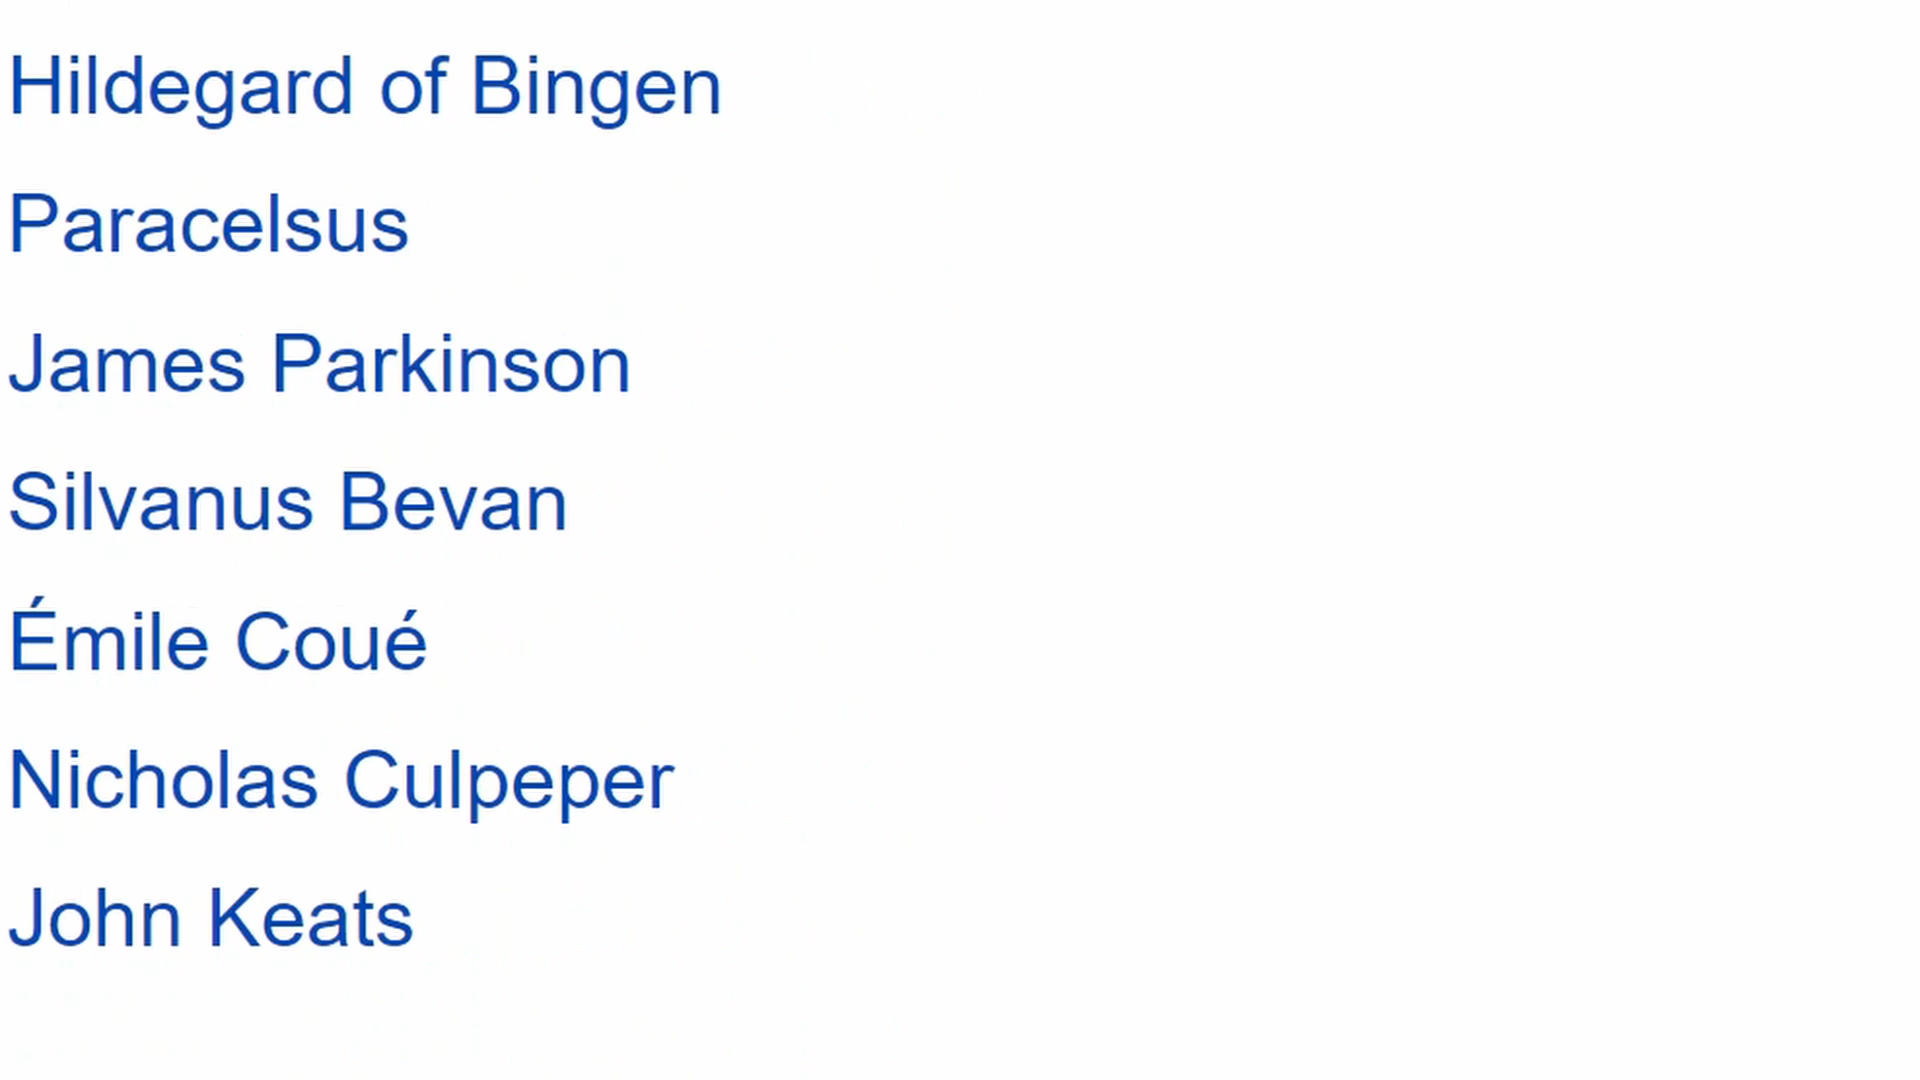 Hildegard of Bingen
Paracelsus
James Parkinson
Silvanus Bevan
Émile Coué
Nicholas Culpeper
John Keats